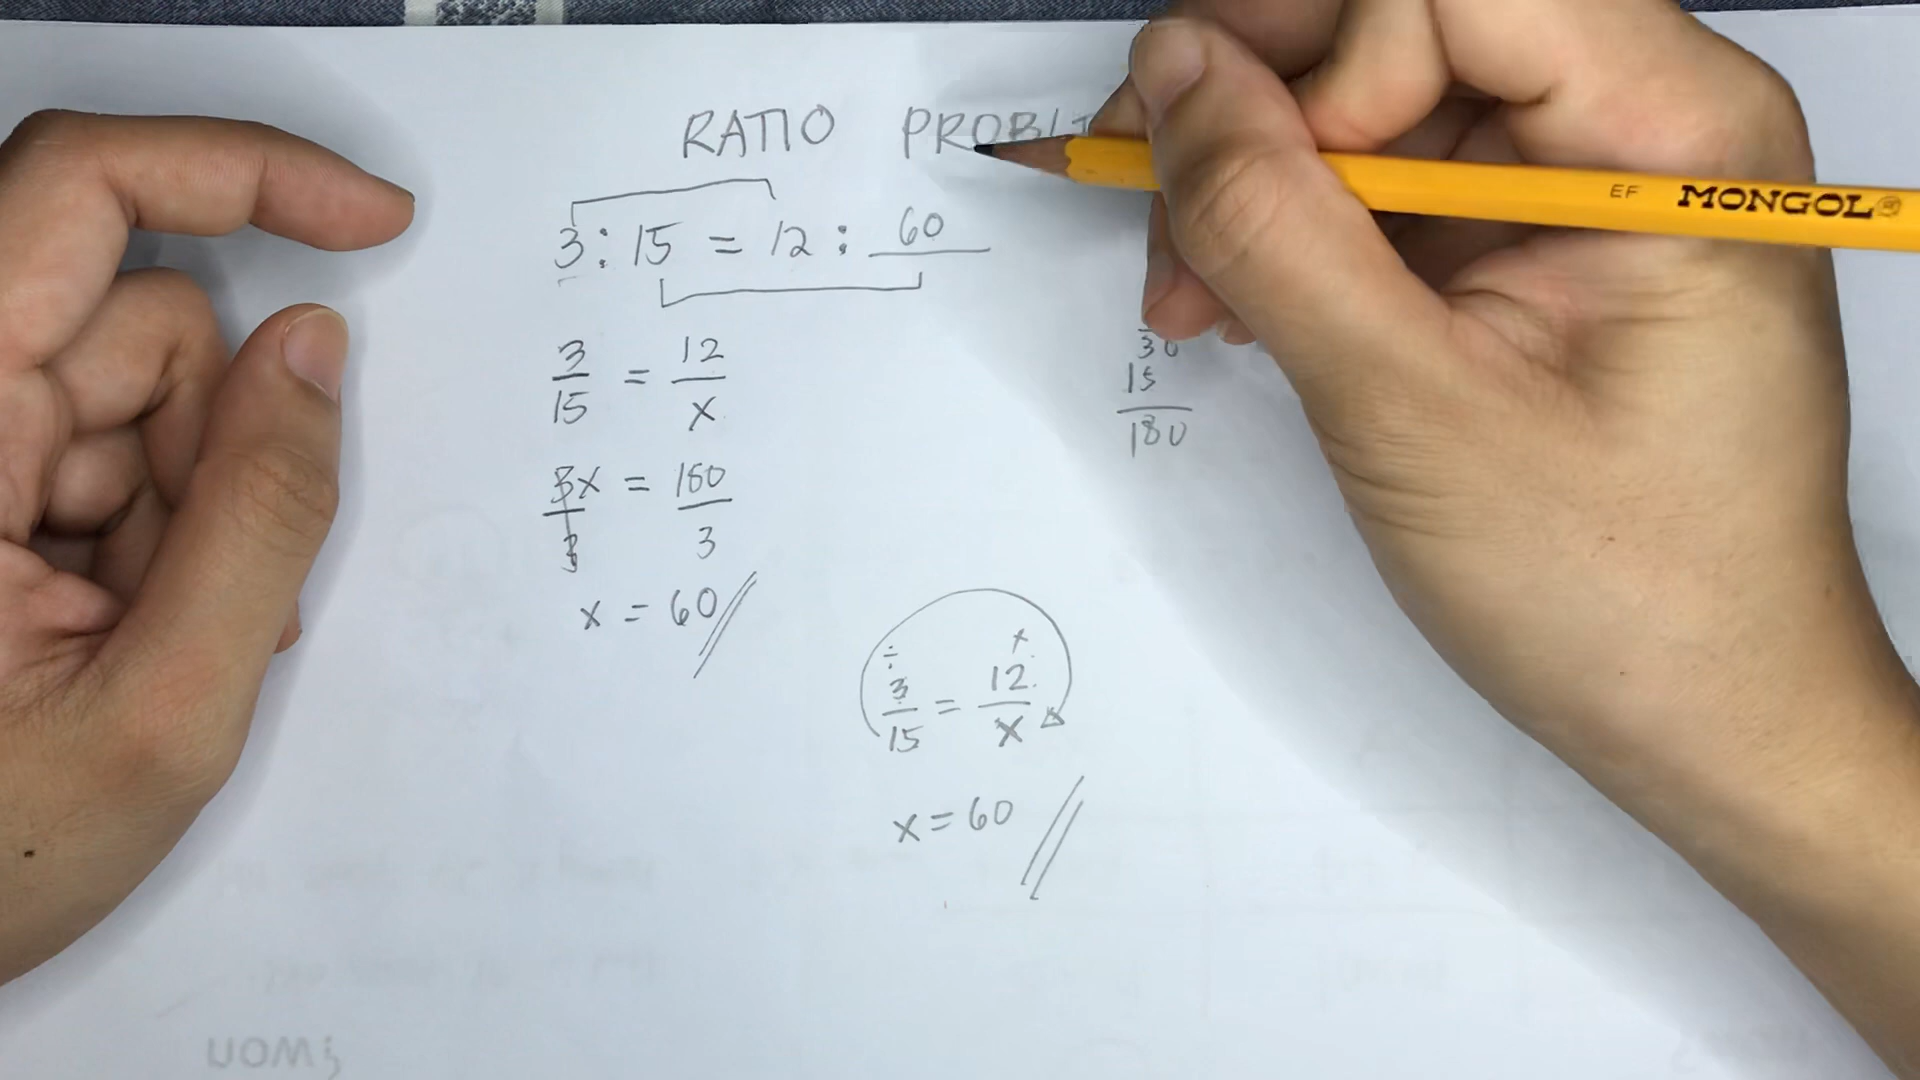 RATIO PROBL
EF MONGOL
3 : 15 = 12 : 60
3/15 = 12/x
3x/3 = 180/3
x = 60
30
15
180
÷ x
3/15 = 12/x
x = 60